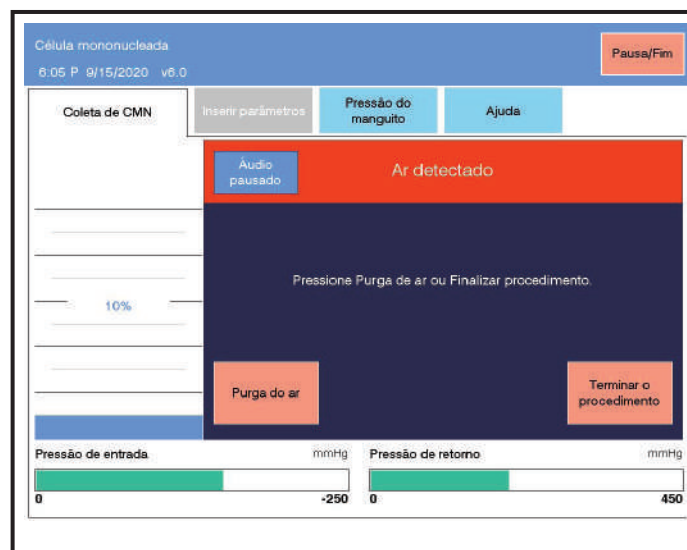 Célula mononucleada
Pausa/Fim
6:05 P 9/15/2020 v6.0
Coleta de CMN
Inserir parâmetros
Pressão do
manguito
Ajuda
Áudio
pausado
Ar detectado
Pressione Purga de ar ou Finalizar procedimento.
10%
Purga do ar
Terminar o
procedimento
Pressão de entrada
mmHg
Pressão de retorno
mmHg
0
-250
0
450